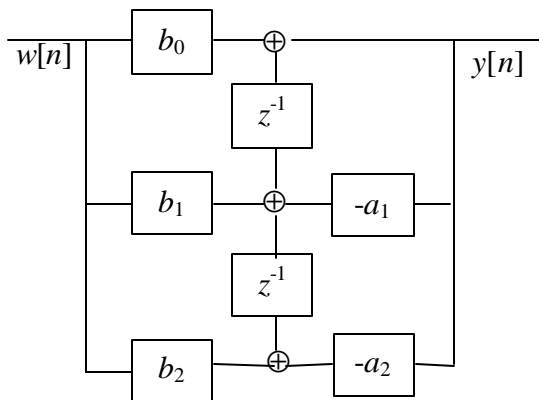 b₀
w[n]
y[n]
z⁻¹
b₁
-a₁
z⁻¹
b₂
-a₂